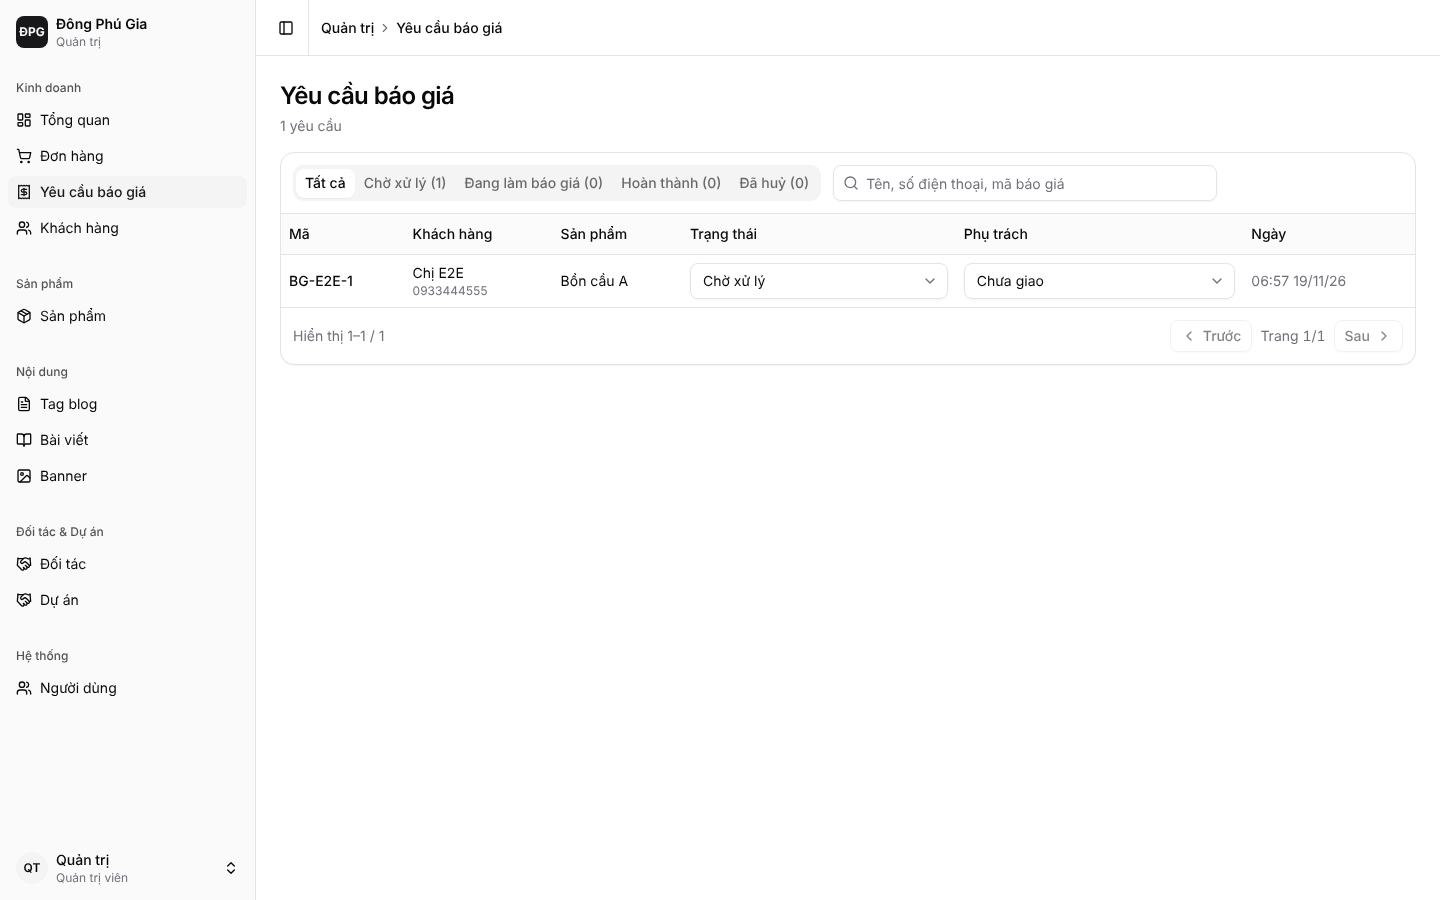 ĐPG
Đông Phú Gia
Quản trị
Kinh doanh
Tổng quan
Đơn hàng
Yêu cầu báo giá
Khách hàng
Sản phẩm
Sản phẩm
Nội dung
Tag blog
Bài viết
Banner
Đối tác & Dự án
Đối tác
Dự án
Hệ thống
Người dùng
QT
Quản trị
Quản trị viên
Quản trị > Yêu cầu báo giá
Yêu cầu báo giá
1 yêu cầu
Tất cả Chờ xử lý (1) Đang làm báo giá (0) Hoàn thành (0) Đã huỷ (0) Tên, số điện thoại, mã báo giá
Mã Khách hàng Sản phẩm Trạng thái Phụ trách Ngày
BG-E2E-1 Chị E2E Bồn cầu A Chờ xử lý Chưa giao 06:57 19/11/26
0933444555
Hiển thị 1–1 / 1 Trước Trang 1/1 Sau